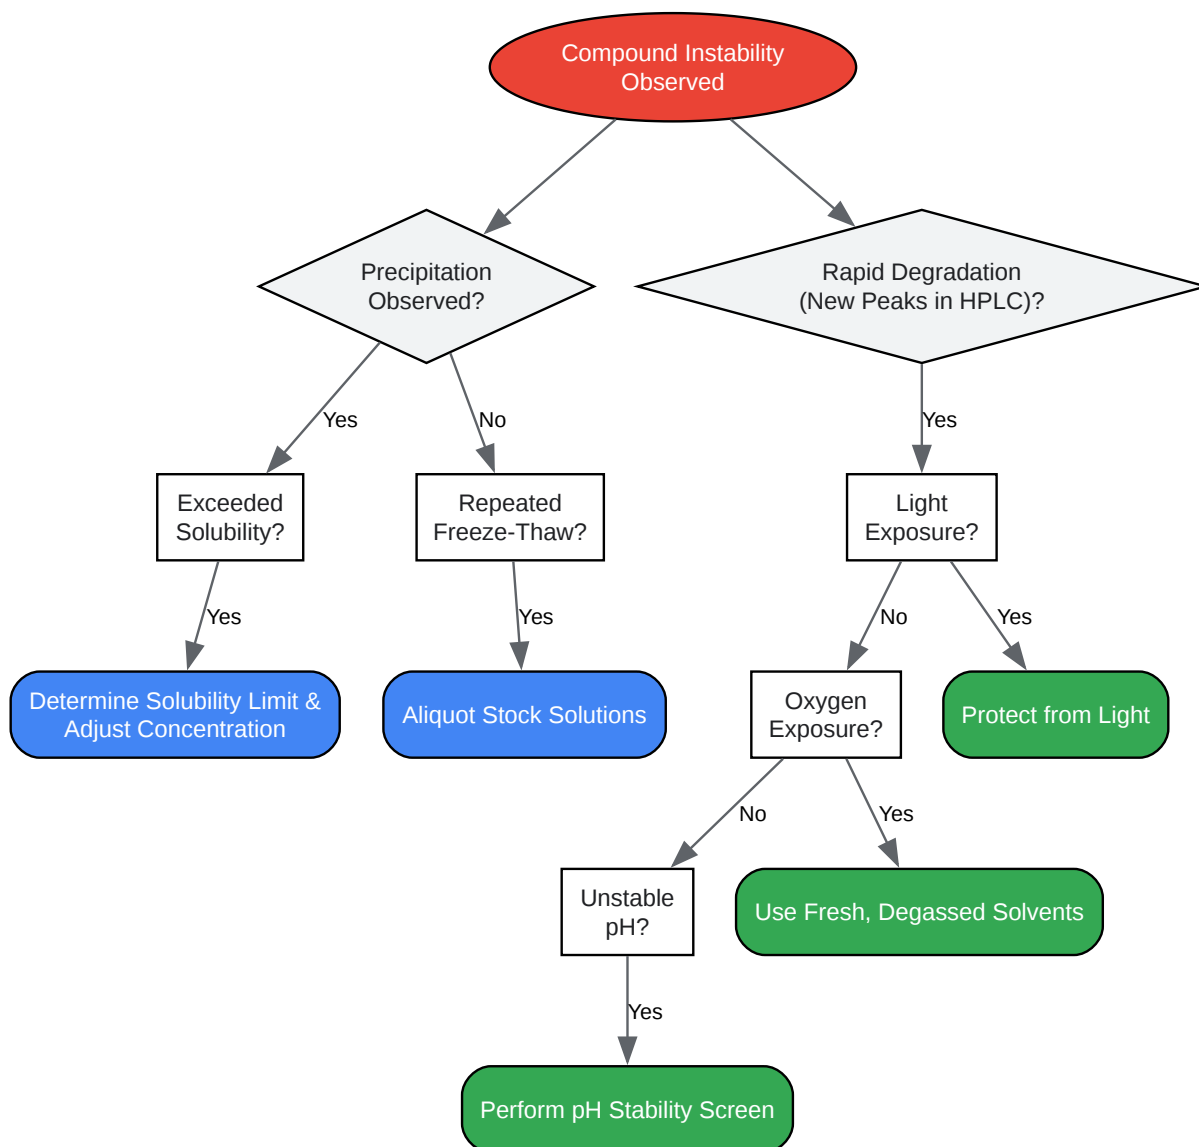 Compound Instability
Observed
Precipitation
Observed?
Rapid Degradation
(New Peaks in HPLC)?
Yes
No
Yes
Exceeded
Solubility?
Repeated
Freeze-Thaw?
Light
Exposure?
Yes
Yes
No
Yes
Determine Solubility Limit &
Adjust Concentration
Aliquot Stock Solutions
Oxygen
Exposure?
Protect from Light
No
Yes
Unstable
pH?
Use Fresh, Degassed Solvents
Yes
Perform pH Stability Screen